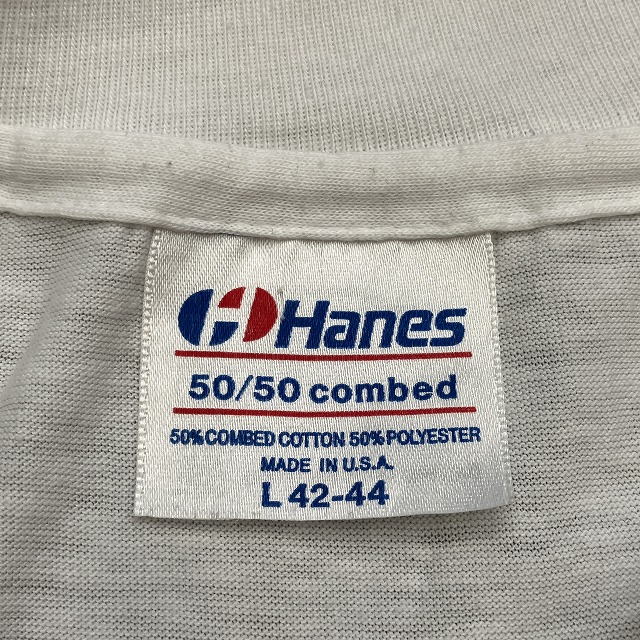 Hanes
50/50 combed
50% COMBED COTTON 50% POLYESTER
MADE IN U.S.A.
L 42-44